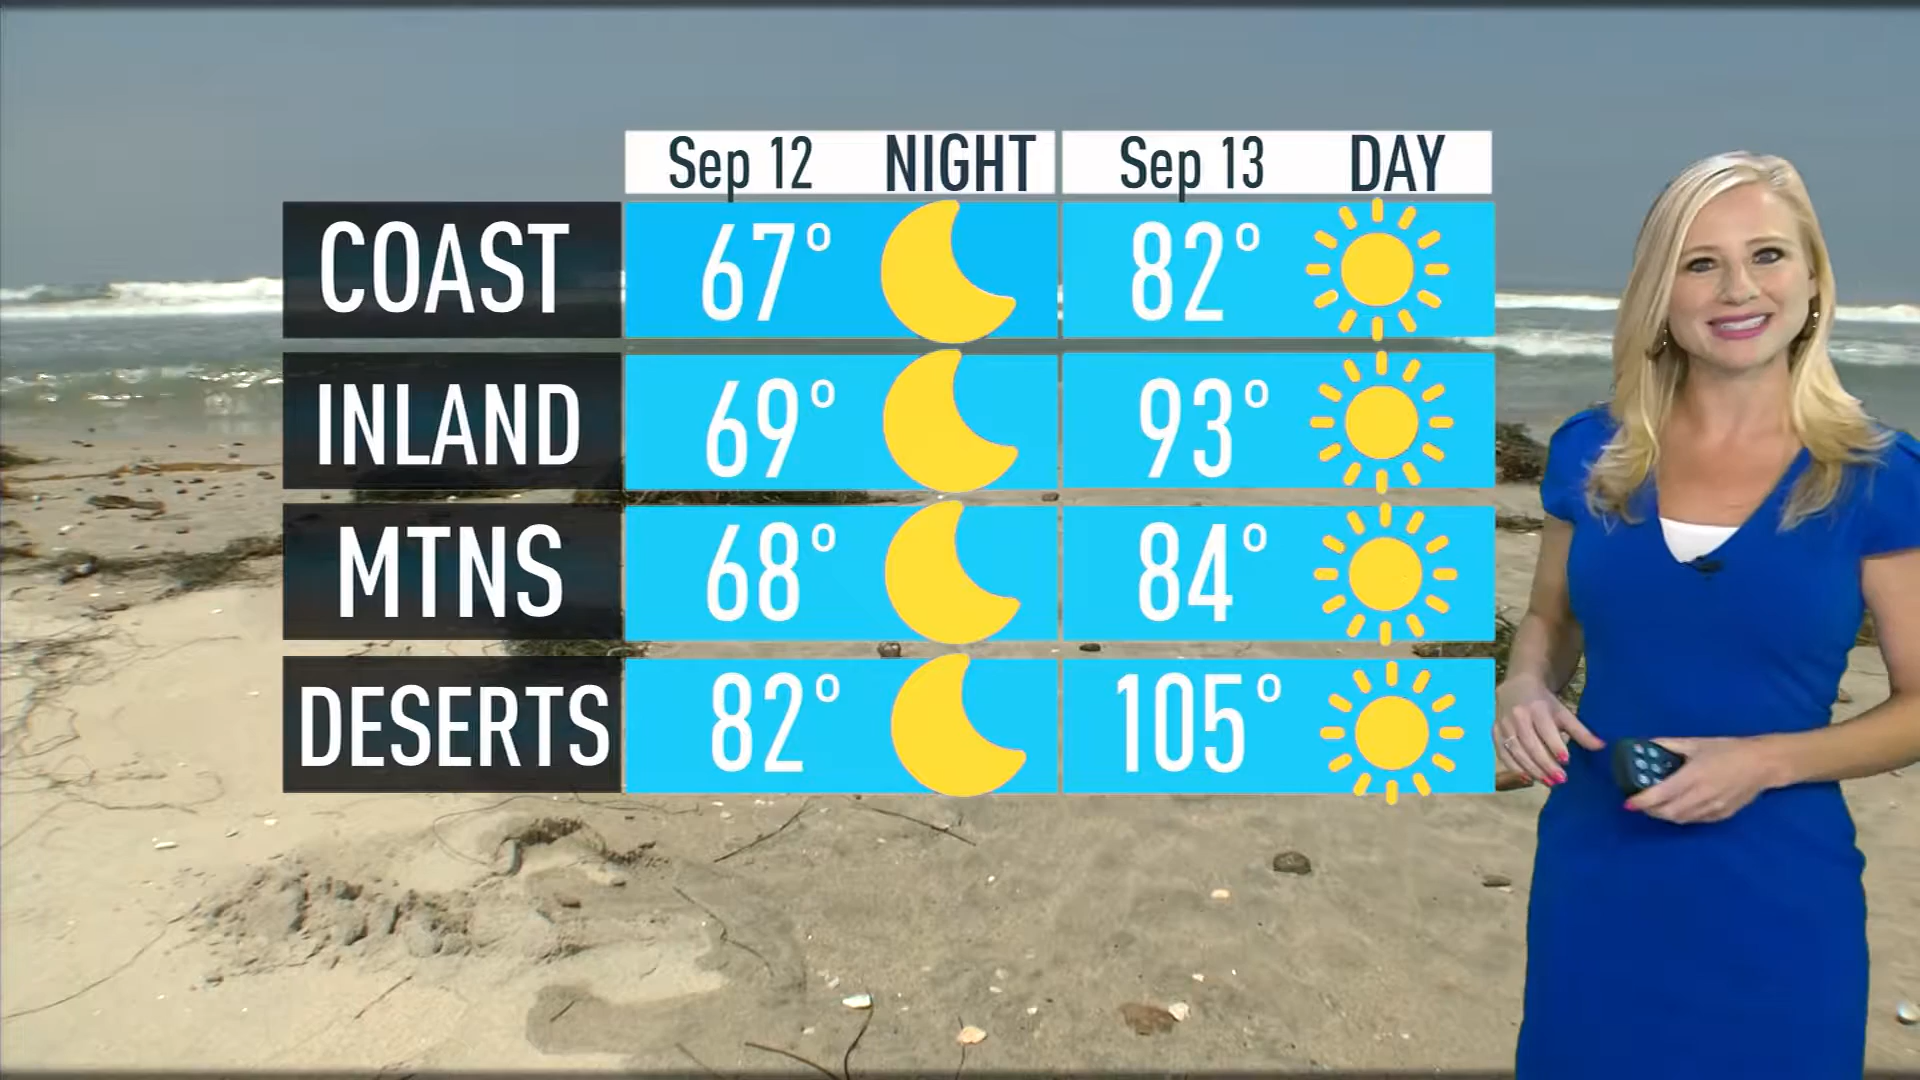 Sep 12 NIGHT Sep 13 DAY
COAST 67° 82°
INLAND 69° 93°
MTNS 68° 84°
DESERTS 82° 105°